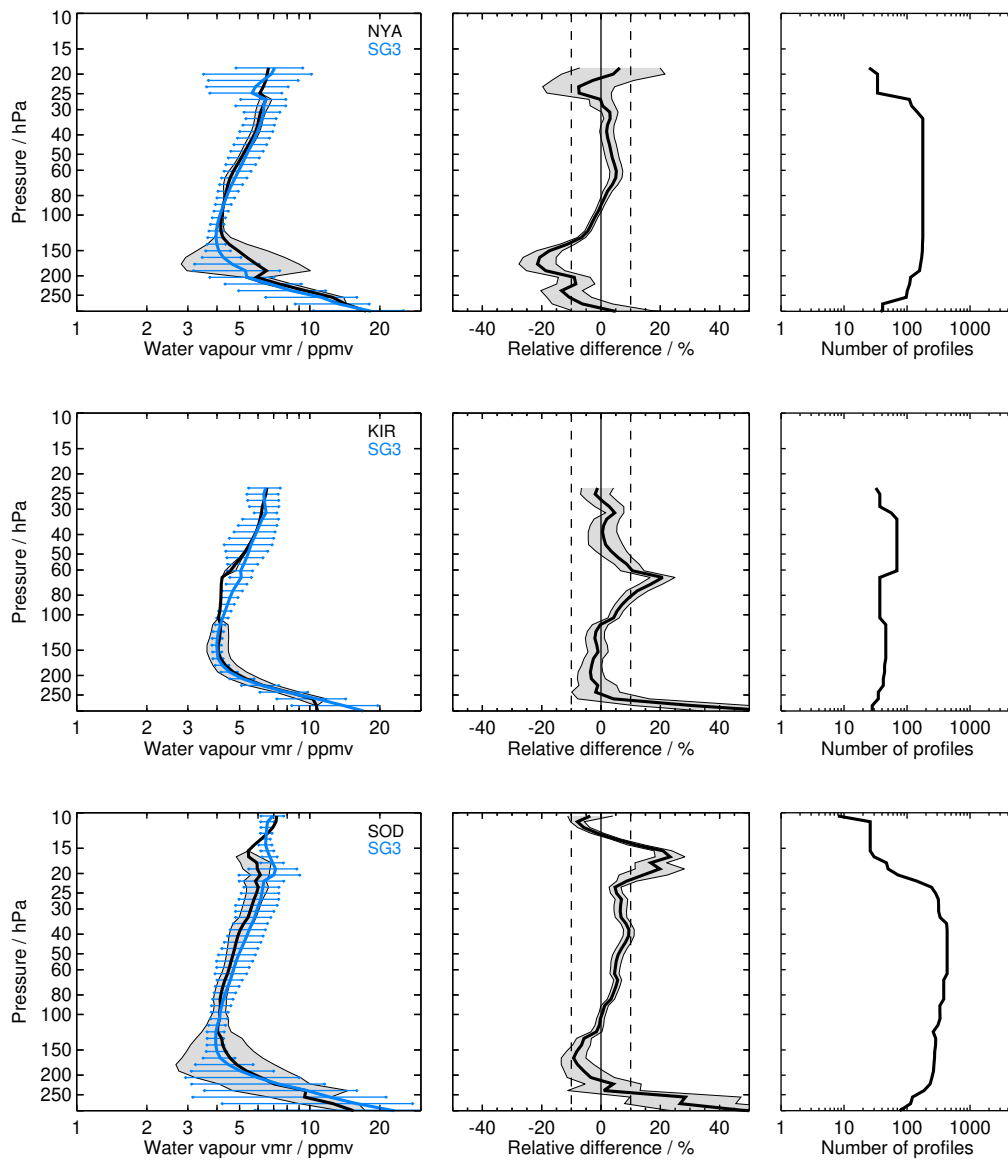 10
20
25
30
40
50
60
80
100
150
200
250
Pressure / hPa
NYA
SG3
1 2 3 5 10 20
Water vapour vmr / ppmv
-40 -20 0 20 40
Relative difference / %
1 10 100 1000
Number of profiles
10
15
20
25
30
40
50
60
80
100
150
200
250
Pressure / hPa
KIR
SG3
1 2 3 5 10 20
Water vapour vmr / ppmv
-40 -20 0 20 40
Relative difference / %
1 10 100 1000
Number of profiles
10
15
20
25
30
40
50
60
80
100
150
200
250
Pressure / hPa
SOD
SG3
1 2 3 5 10 20
Water vapour vmr / ppmv
-50 -40 -20 0 20 40
Relative difference / %
1 10 100 1000
Number of profiles